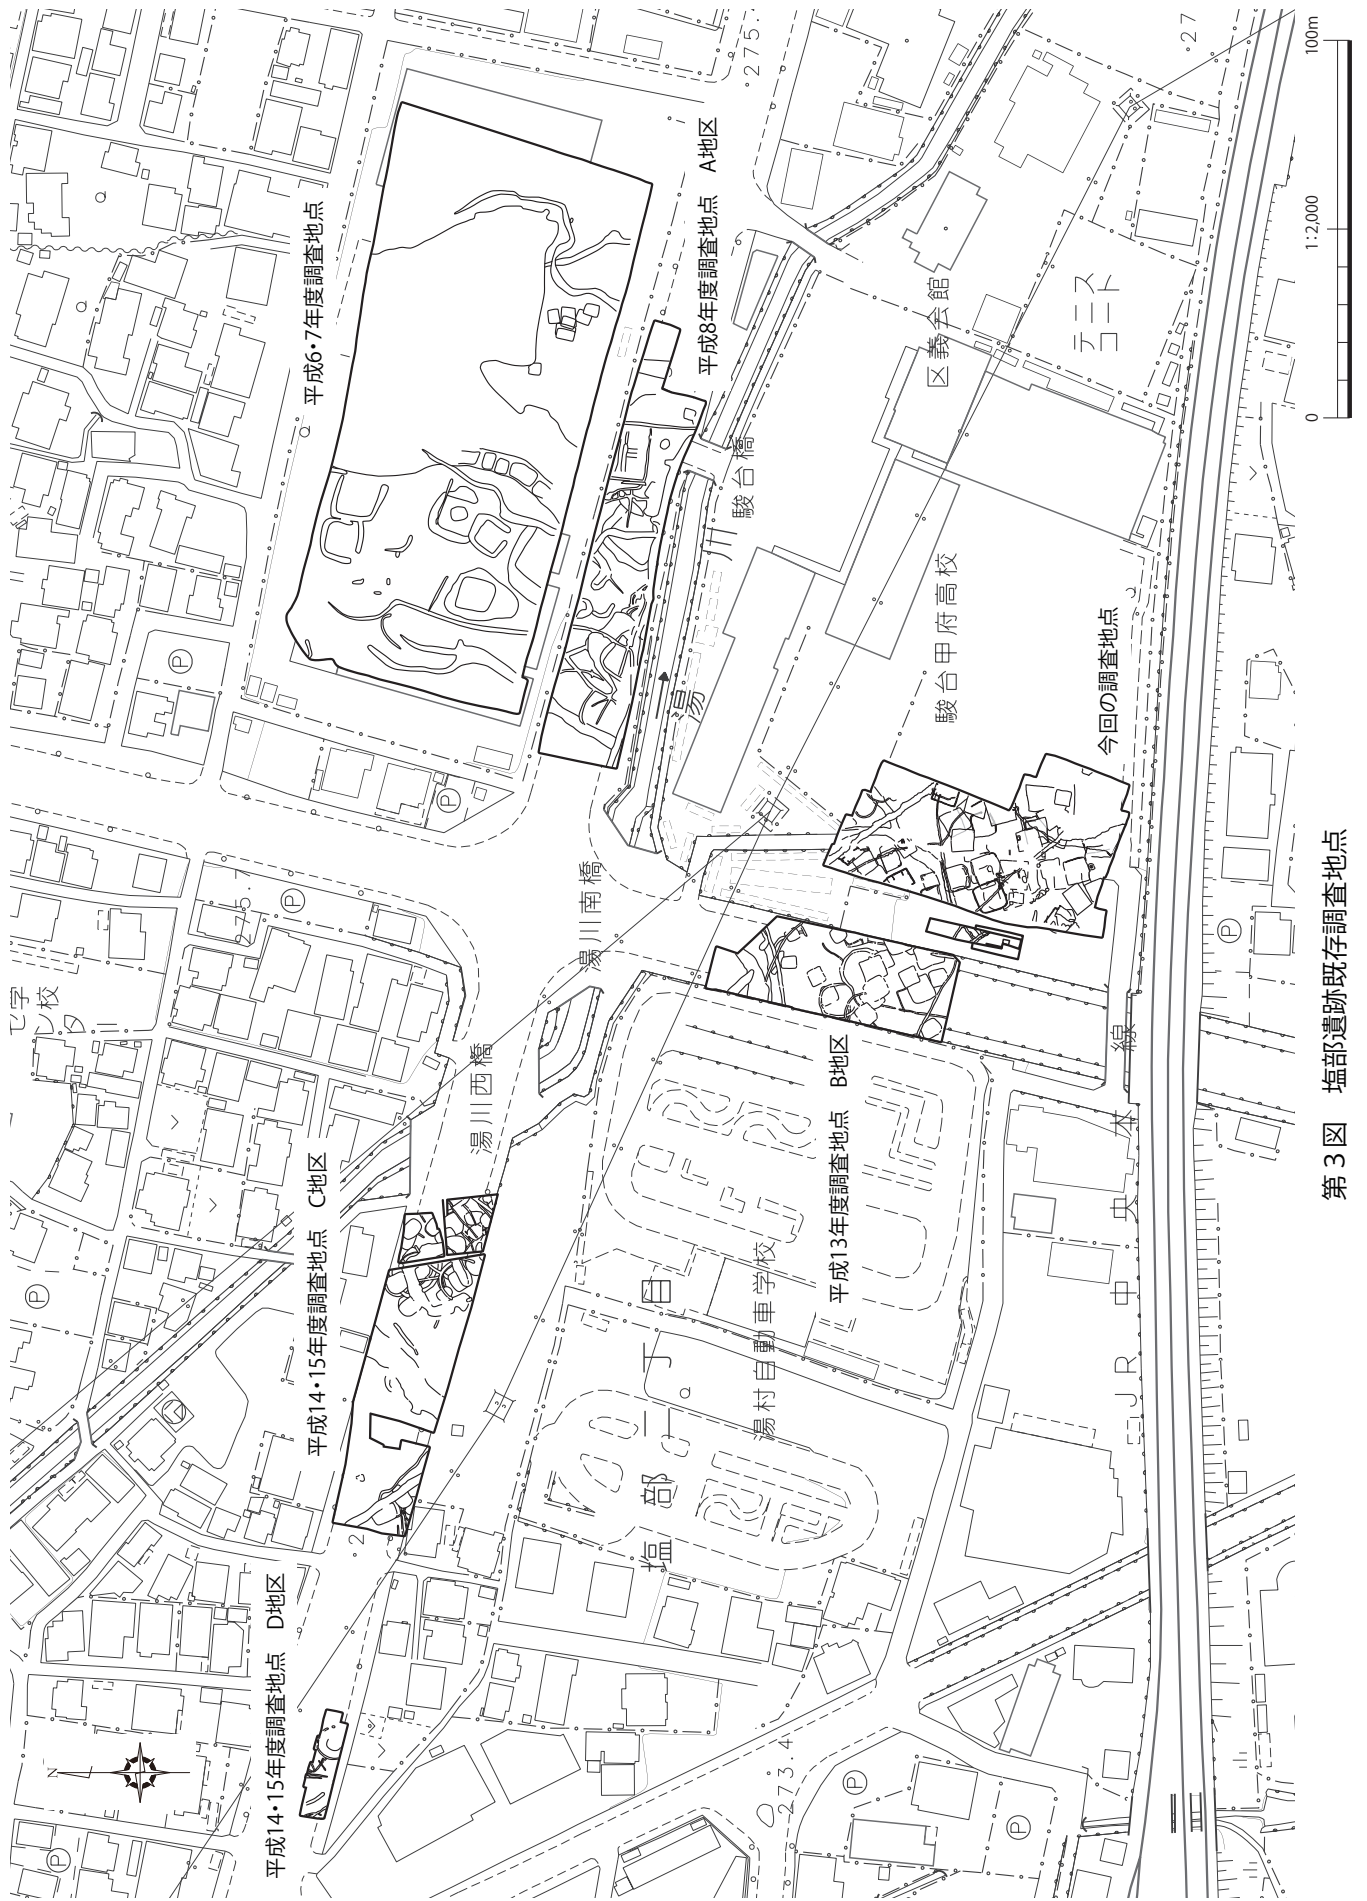 平成6・7年度調査地点
平成8年度調査地点 A地区
275.
27
区義会館
テニス
コート
駿台橋
川
湯
駿台甲府高校
今回の調査地点
湯川南橋
湯川西橋
平成13年度調査地点 B地区
平成14・15年度調査地点 C地区
平成14・15年度調査地点 D地区
湯村自動車学校
塩部二丁目
JR中央本線
273.4
P
P
P
P
P
P
P
P
N
0
1:2,000
100m
第3図 塩部遺跡既存調査地点